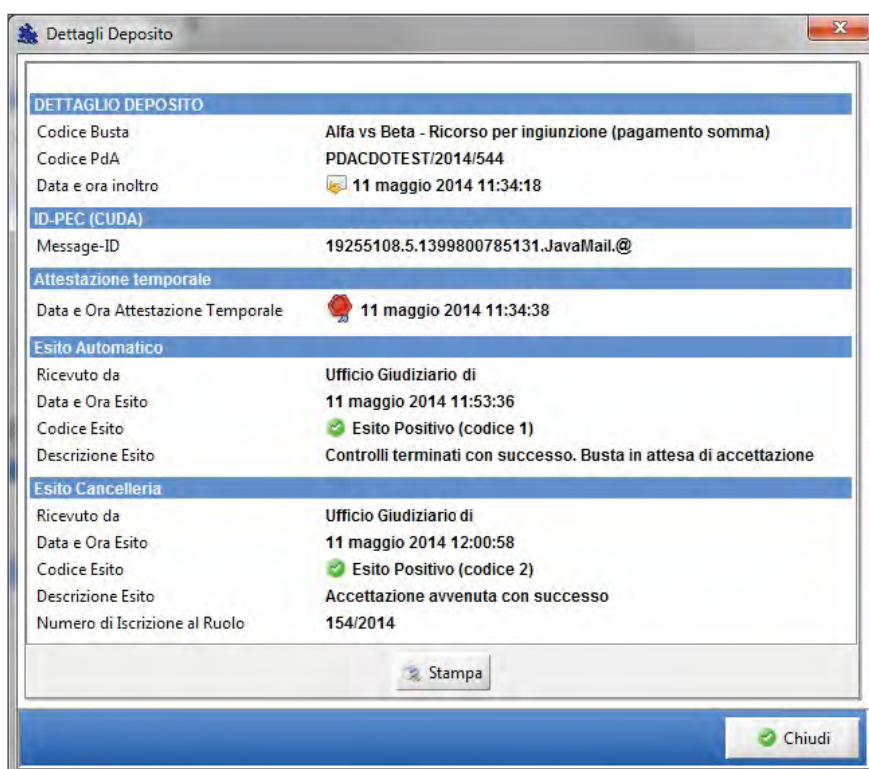 Dettagli Deposito
DETTAGLIO DEPOSITO
Codice Busta Alfa vs Beta - Ricorso per ingiunzione (pagamento somma)
Codice PdA PDACDOTEST/2014/544
Data e ora inoltro 11 maggio 2014 11:34:18
ID-PEC (CUDA)
Message-ID 19255108.5.1399800785131.JavaMail.@
Attestazione temporale
Data e Ora Attestazione Temporale 11 maggio 2014 11:34:38
Esito Automatico
Ricevuto da Ufficio Giudiziario di
Data e Ora Esito 11 maggio 2014 11:53:36
Codice Esito Esito Positivo (codice 1)
Descrizione Esito Controlli terminati con successo. Busta in attesa di accettazione
Esito Cancelleria
Ricevuto da Ufficio Giudiziario di
Data e Ora Esito 11 maggio 2014 12:00:58
Codice Esito Esito Positivo (codice 2)
Descrizione Esito Accettazione avvenuta con successo
Numero di Iscrizione al Ruolo 154/2014
Stampa
Chiudi